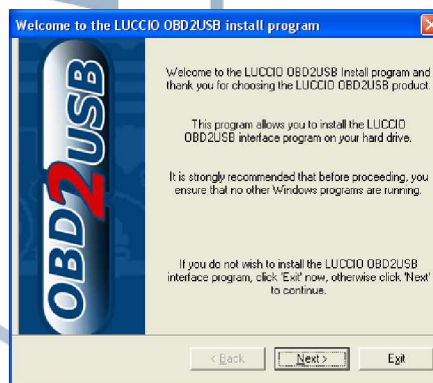 Welcome to the LUCCIO OBD2USB install program
OBD2USB
Welcome to the LUCCIO OBD2USB Install program and
thank you for choosing the LUCCIO OBD2USB product.
This program allows you to install the LUCCIO
OBD2USB interface program on your hard drive.
It is strongly recommended that before proceeding, you
ensure that no other Windows programs are running.
If you do not wish to install the LUCCIO OBD2USB
interface program, click 'Exit' now, otherwise click 'Next'
to continue.
< Back
Next >
Exit